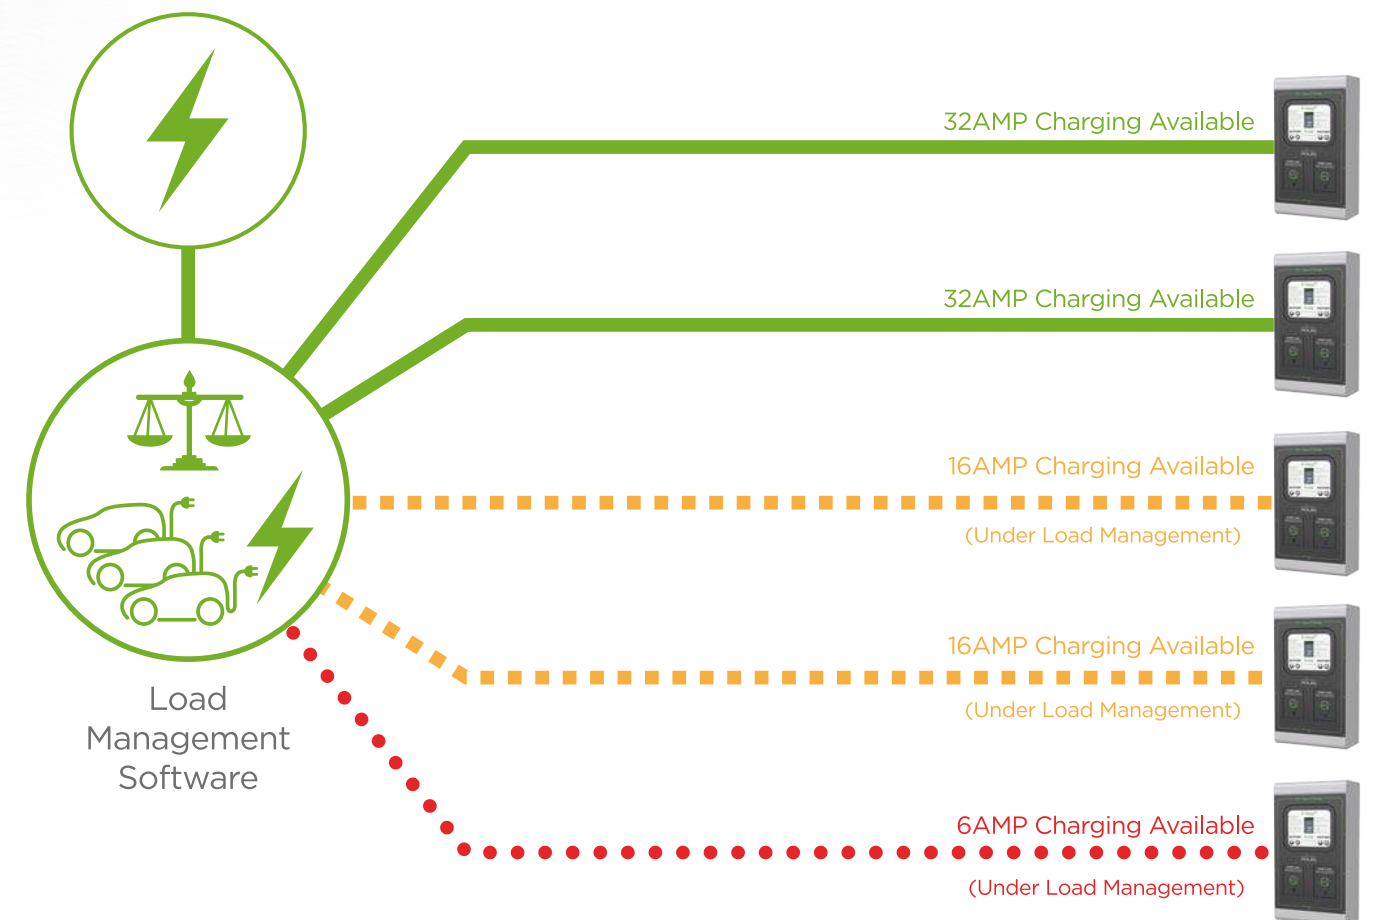 32AMP Charging Available
32AMP Charging Available
16AMP Charging Available
(Under Load Management)
16AMP Charging Available
(Under Load Management)
6AMP Charging Available
(Under Load Management)
Load
Management
Software